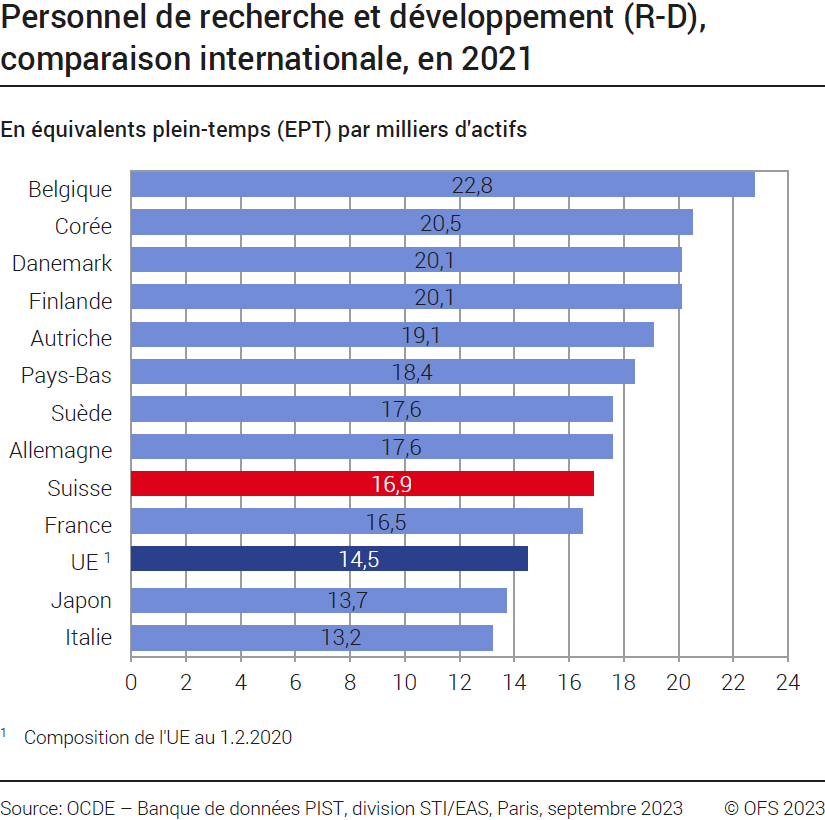 Personnel de recherche et développement (R-D),
comparaison internationale, en 2021
En équivalents plein-temps (EPT) par milliers d'actifs
Belgique 22,8
Corée 20,5
Danemark 20,1
Finlande 20,1
Autriche 19,1
Pays-Bas 18,4
Suède 17,6
Allemagne 17,6
Suisse 16,9
France 16,5
UE ¹ 14,5
Japon 13,7
Italie 13,2
0 2 4 6 8 10 12 14 16 18 20 22 24
¹ Composition de l'UE au 1.2.2020
Source: OCDE – Banque de données PIST, division STI/EAS, Paris, septembre 2023 © OFS 2023